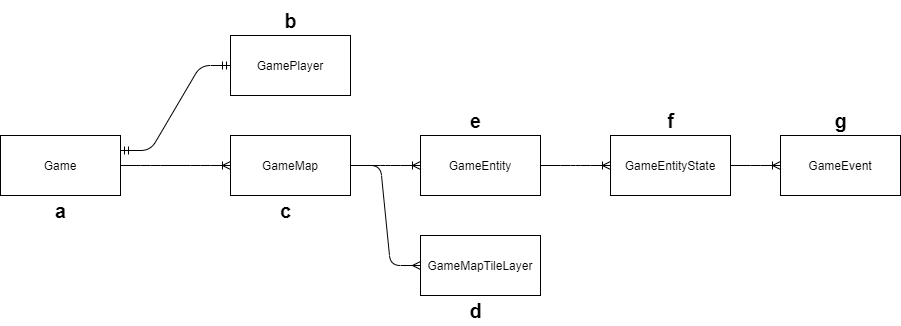 b
GamePlayer
e
f
g
Game
GameMap
GameEntity
GameEntityState
GameEvent
a
c
GameMapTileLayer
d